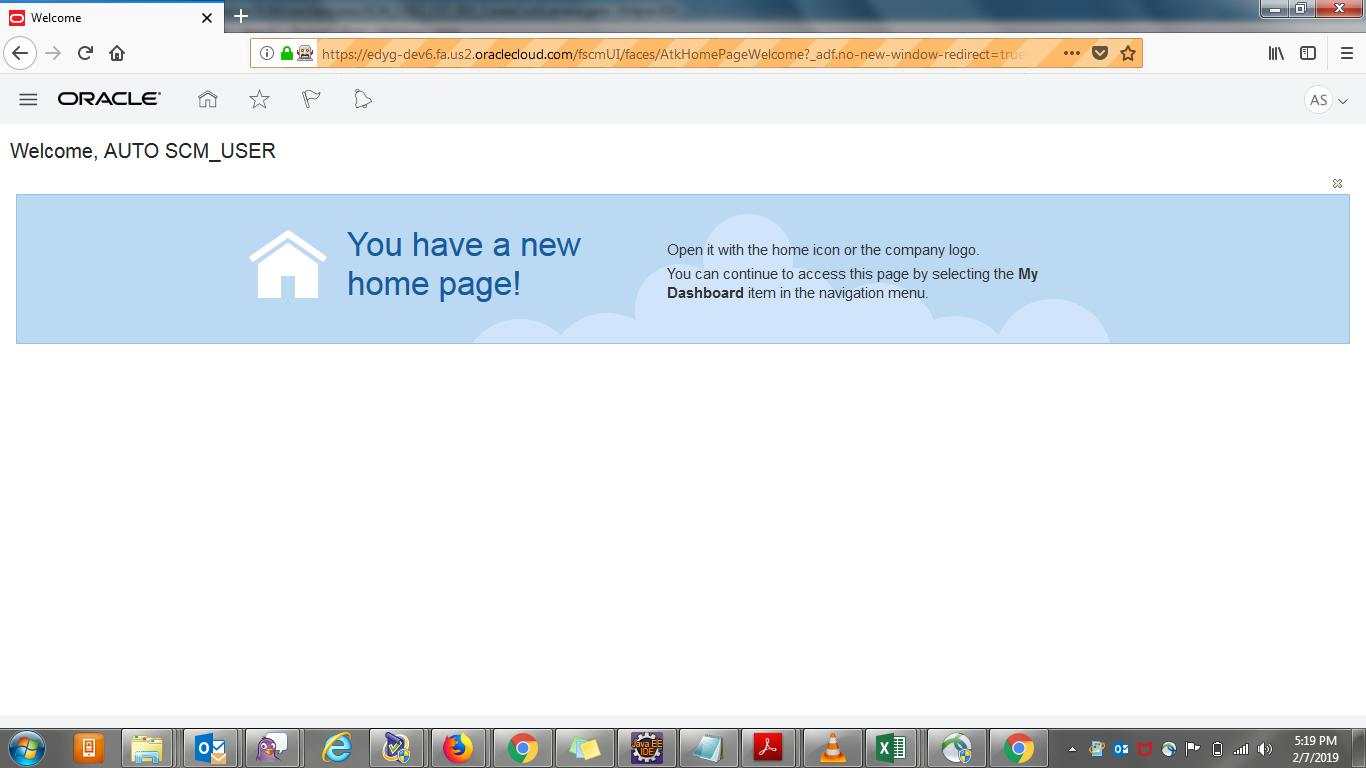 Welcome
https://edyg-dev6.fa.us2.oraclecloud.com/fscmUI/faces/AtkHomePageWelcome?_adf.no-new-window-redirect=true
ORACLE
AS
Welcome, AUTO SCM_USER
You have a new
home page!
Open it with the home icon or the company logo.
You can continue to access this page by selecting the My
Dashboard item in the navigation menu.
Java EE
IDE
5:19 PM
2/7/2019